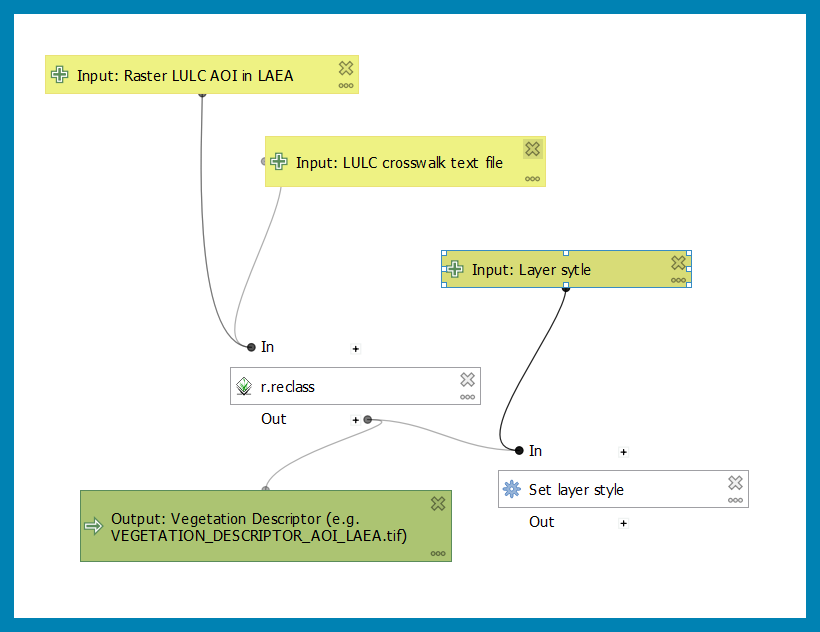 Input: Raster LULC AOI in LAEA
Input: LULC crosswalk text file
Input: Layer sytle
In
r.reclass
Out
In
Set layer style
Out
Output: Vegetation Descriptor (e.g.
VEGETATION_DESCRIPTOR_AOI_LAEA.tif)